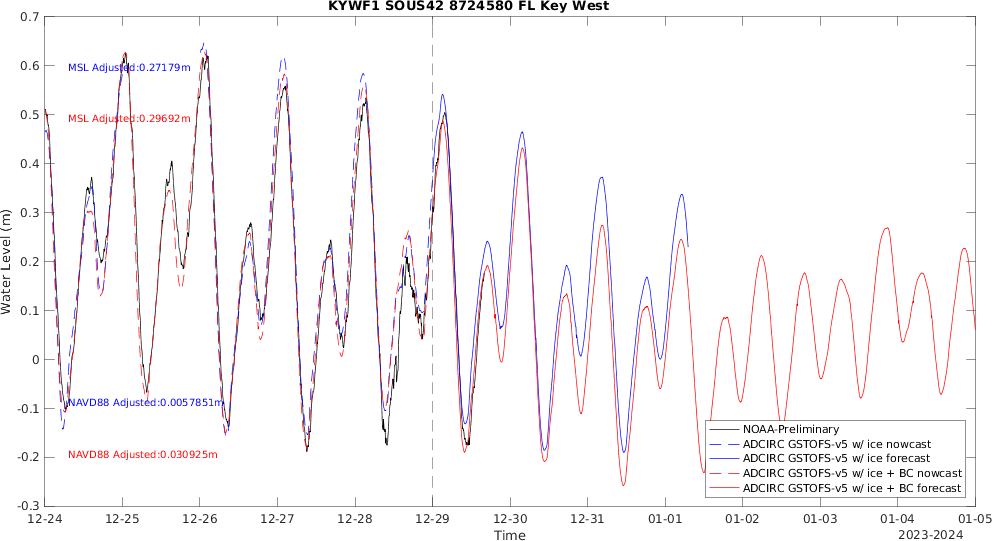 KYWF1 SOUS42 8724580 FL Key West
0.7
0.6
0.5
0.4
0.3
0.2
0.1
0
-0.1
-0.2
-0.3
Water Level (m)
MSL Adjusted:0.27179m
MSL Adjusted:0.29692m
NAVD88 Adjusted:0.0057851m
NAVD88 Adjusted:0.030925m
NOAA-Preliminary
ADCIRC GSTOFS-v5 w/ ice nowcast
ADCIRC GSTOFS-v5 w/ ice forecast
ADCIRC GSTOFS-v5 w/ ice + BC nowcast
ADCIRC GSTOFS-v5 w/ ice + BC forecast
12-24 12-25 12-26 12-27 12-28 12-29 12-30 12-31 01-01 01-02 01-03 01-04 01-05
Time
2023-2024